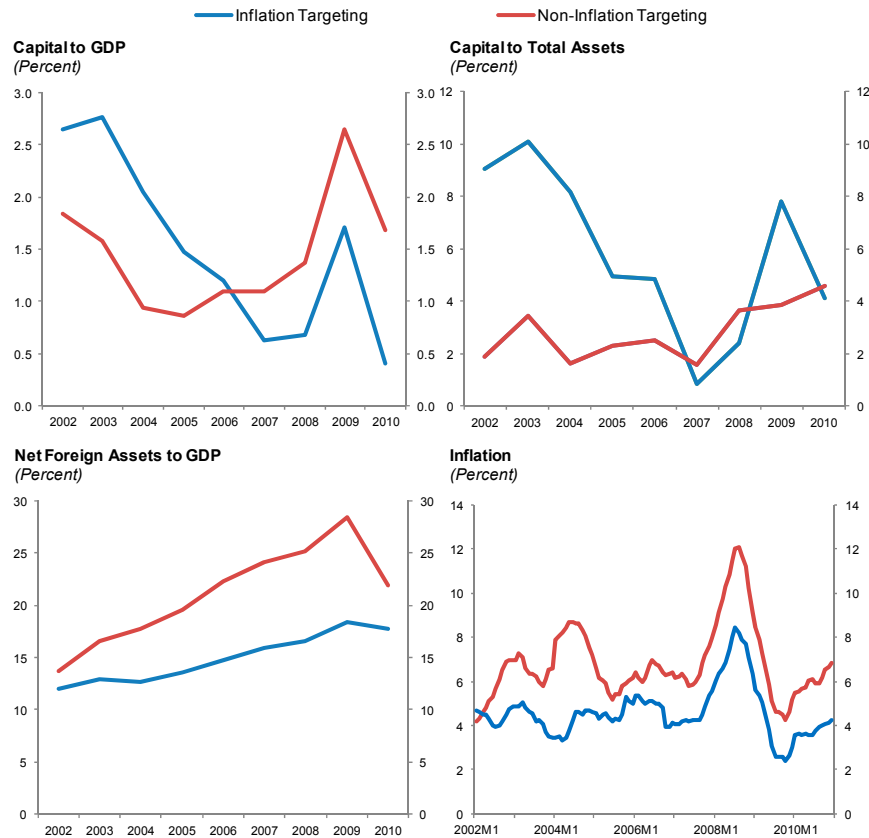 Inflation Targeting Non-Inflation Targeting
Capital to GDP
(Percent)
3.0 3.0
2.5 2.5
2.0 2.0
1.5 1.5
1.0 1.0
0.5 0.5
0.0 0.0
2002 2003 2004 2005 2006 2007 2008 2009 2010
Capital to Total Assets
(Percent)
12 12
10 10
8 8
6 6
4 4
2 2
0 0
2002 2003 2004 2005 2006 2007 2008 2009 2010
Net Foreign Assets to GDP
(Percent)
30 30
25 25
20 20
15 15
10 10
5 5
0 0
2002 2003 2004 2005 2006 2007 2008 2009 2010
Inflation
(Percent)
14 14
12 12
10 10
8 8
6 6
4 4
2 2
0 0
2002M1 2004M1 2006M1 2008M1 2010M1